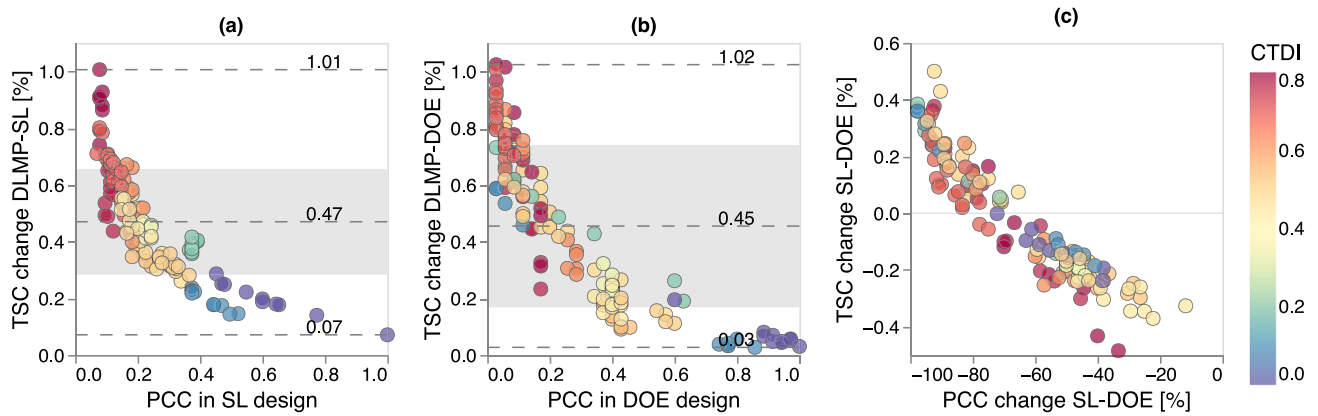 (a)
TSC change DLMP-SL [%]
1.0
0.8
0.6
0.4
0.2
0.0
1.01
0.47
0.07
0.0 0.2 0.4 0.6 0.8 1.0
PCC in SL design
(b)
TSC change DLMP-DOE [%]
1.0
0.8
0.6
0.4
0.2
0.0
1.02
0.45
0.03
0.0 0.2 0.4 0.6 0.8 1.0
PCC in DOE design
(c)
TSC change SL-DOE [%]
0.6
0.4
0.2
0.0
−0.2
−0.4
−100 −80 −60 −40 −20 0
PCC change SL-DOE [%]
CTDI
0.8
0.6
0.4
0.2
0.0